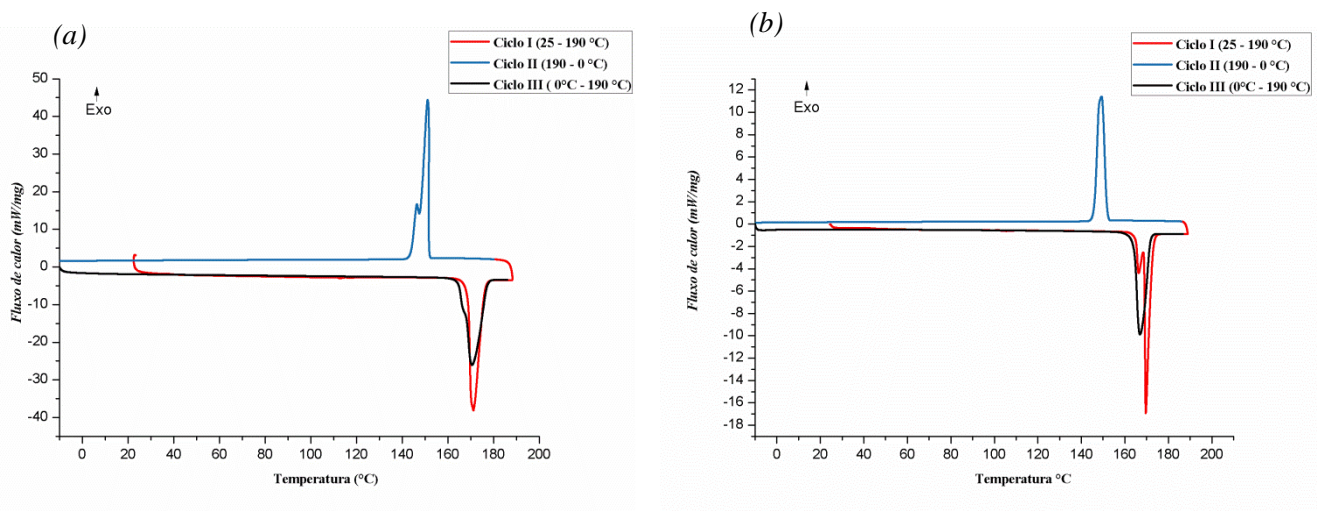 (a)
Ciclo I (25 - 190 °C)
Ciclo II (190 - 0 °C)
Ciclo III ( 0°C - 190 °C)
Exo
Fluxo de calor (mW/mg)
50
40
30
20
10
0
-10
-20
-30
-40
0 20 40 60 80 100 120 140 160 180 200
Temperatura (°C)
(b)
Ciclo I (25 - 190 °C)
Ciclo II (190 - 0 °C)
Ciclo III (0°C - 190 °C)
Exo
Fluxo de calor (mW/mg)
12
10
8
6
4
2
0
-2
-4
-6
-8
-10
-12
-14
-16
-18
0 20 40 60 80 100 120 140 160 180 200
Temperatura °C